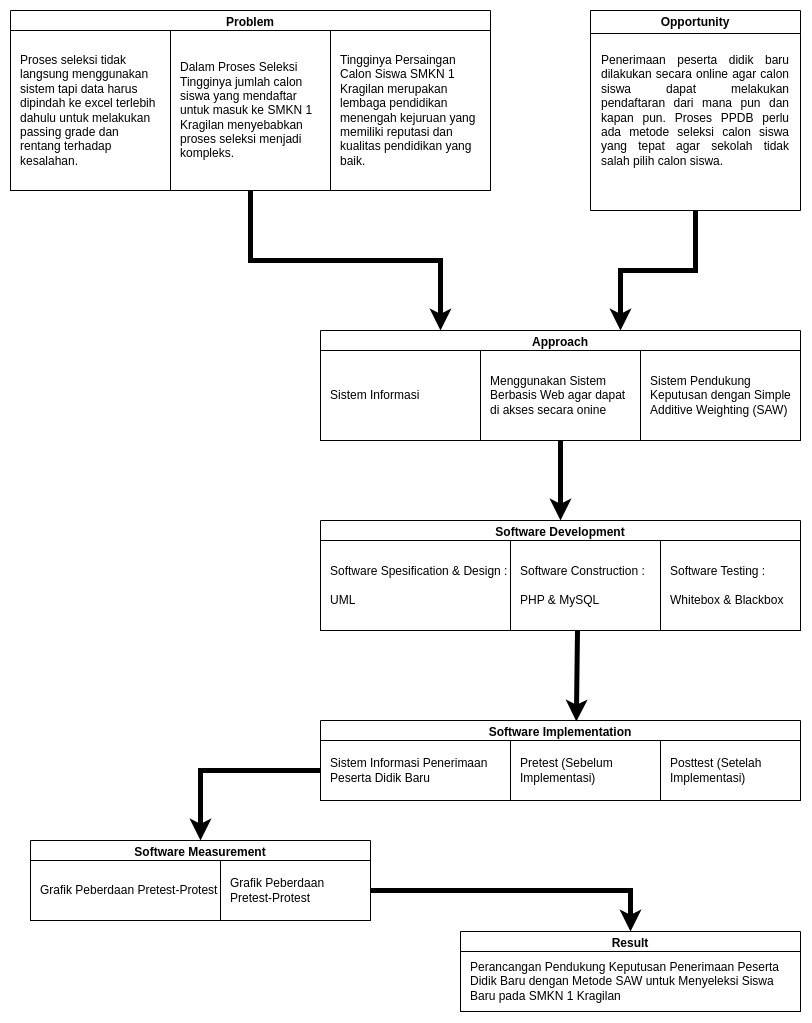 Problem
Proses seleksi tidak
langsung menggunakan
sistem tapi data harus
dipindah ke excel terlebih
dahulu untuk melakukan
passing grade dan
rentang terhadap
kesalahan.
Dalam Proses Seleksi
Tingginya jumlah calon
siswa yang mendaftar
untuk masuk ke SMKN 1
Kragilan menyebabkan
proses seleksi menjadi
kompleks.
Tingginya Persaingan
Calon Siswa SMKN 1
Kragilan merupakan
lembaga pendidikan
menengah kejuruan yang
memiliki reputasi dan
kualitas pendidikan yang
baik.
Opportunity
Penerimaan peserta didik baru
dilakukan secara online agar calon
siswa dapat melakukan
pendaftaran dari mana pun dan
kapan pun. Proses PPDB perlu
ada metode seleksi calon siswa
yang tepat agar sekolah tidak
salah pilih calon siswa.
Approach
Sistem Informasi
Menggunakan Sistem
Berbasis Web agar dapat
di akses secara onine
Sistem Pendukung
Keputusan dengan Simple
Additive Weighting (SAW)
Software Development
Software Spesification & Design :
UML
Software Construction :
PHP & MySQL
Software Testing :
Whitebox & Blackbox
Software Implementation
Sistem Informasi Penerimaan
Peserta Didik Baru
Pretest (Sebelum
Implementasi)
Posttest (Setelah
Implementasi)
Software Measurement
Grafik Peberdaan Pretest-Protest
Grafik Peberdaan
Pretest-Protest
Result
Perancangan Pendukung Keputusan Penerimaan Peserta
Didik Baru dengan Metode SAW untuk Menyeleksi Siswa
Baru pada SMKN 1 Kragilan